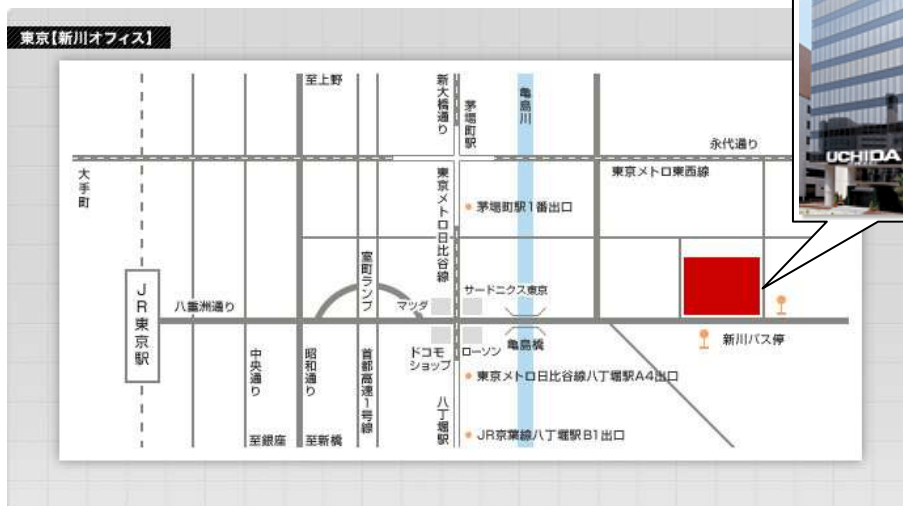 東京【新川オフィス】
UCHIDA
至上野
新大橋通り
茅場町駅
亀島川
永代通り
大手町
東京メトロ東西線
東京メトロ日比谷線
茅場町駅1番出口
室町ランプ
JR東京駅
八重洲通り
マツダ
サードニクス東京
新川バス停
中央通り
昭和通り
首都高速1号線
ドコモ
ショップ
ローソン
亀島橋
東京メトロ日比谷線八丁堀駅A4出口
八丁堀駅
JR京葉線八丁堀駅B1出口
至銀座
至新橋